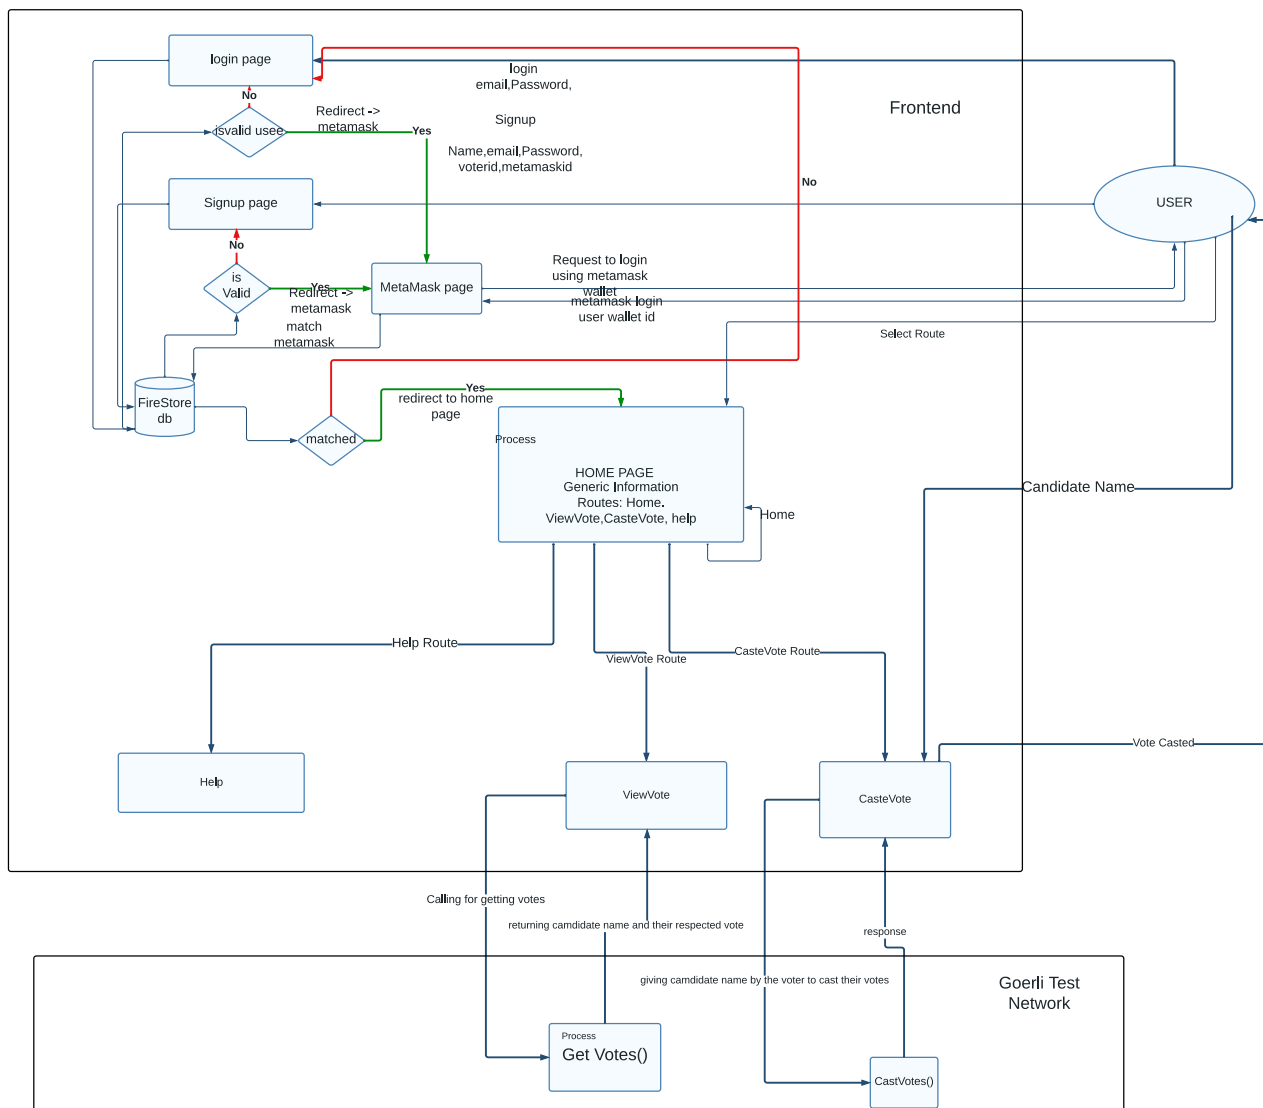 login page
login
email,Password,
Frontend
No
Redirect ->
metamask
isvalid usee
Yes
Signup
Name,email,Password,
voterid,metamaskid
No
Signup page
USER
No
is
Valid
Yes
Redirect ->
metamask
MetaMask page
Request to login
using metamask
wallet
metamask login
user wallet id
match
metamask
Select Route
FireStore
db
matched
Yes
redirect to home
page
Process
HOME PAGE
Generic Information
Routes: Home.
ViewVote,CasteVote, help
Home
Candidate Name
Help Route
ViewVote Route
CasteVote Route
Vote Casted
Help
ViewVote
CasteVote
Calling for getting votes
returning camdidate name and their respected vote
response
giving camdidate name by the voter to cast their votes
Goerli Test
Network
Process
Get Votes()
CastVotes()